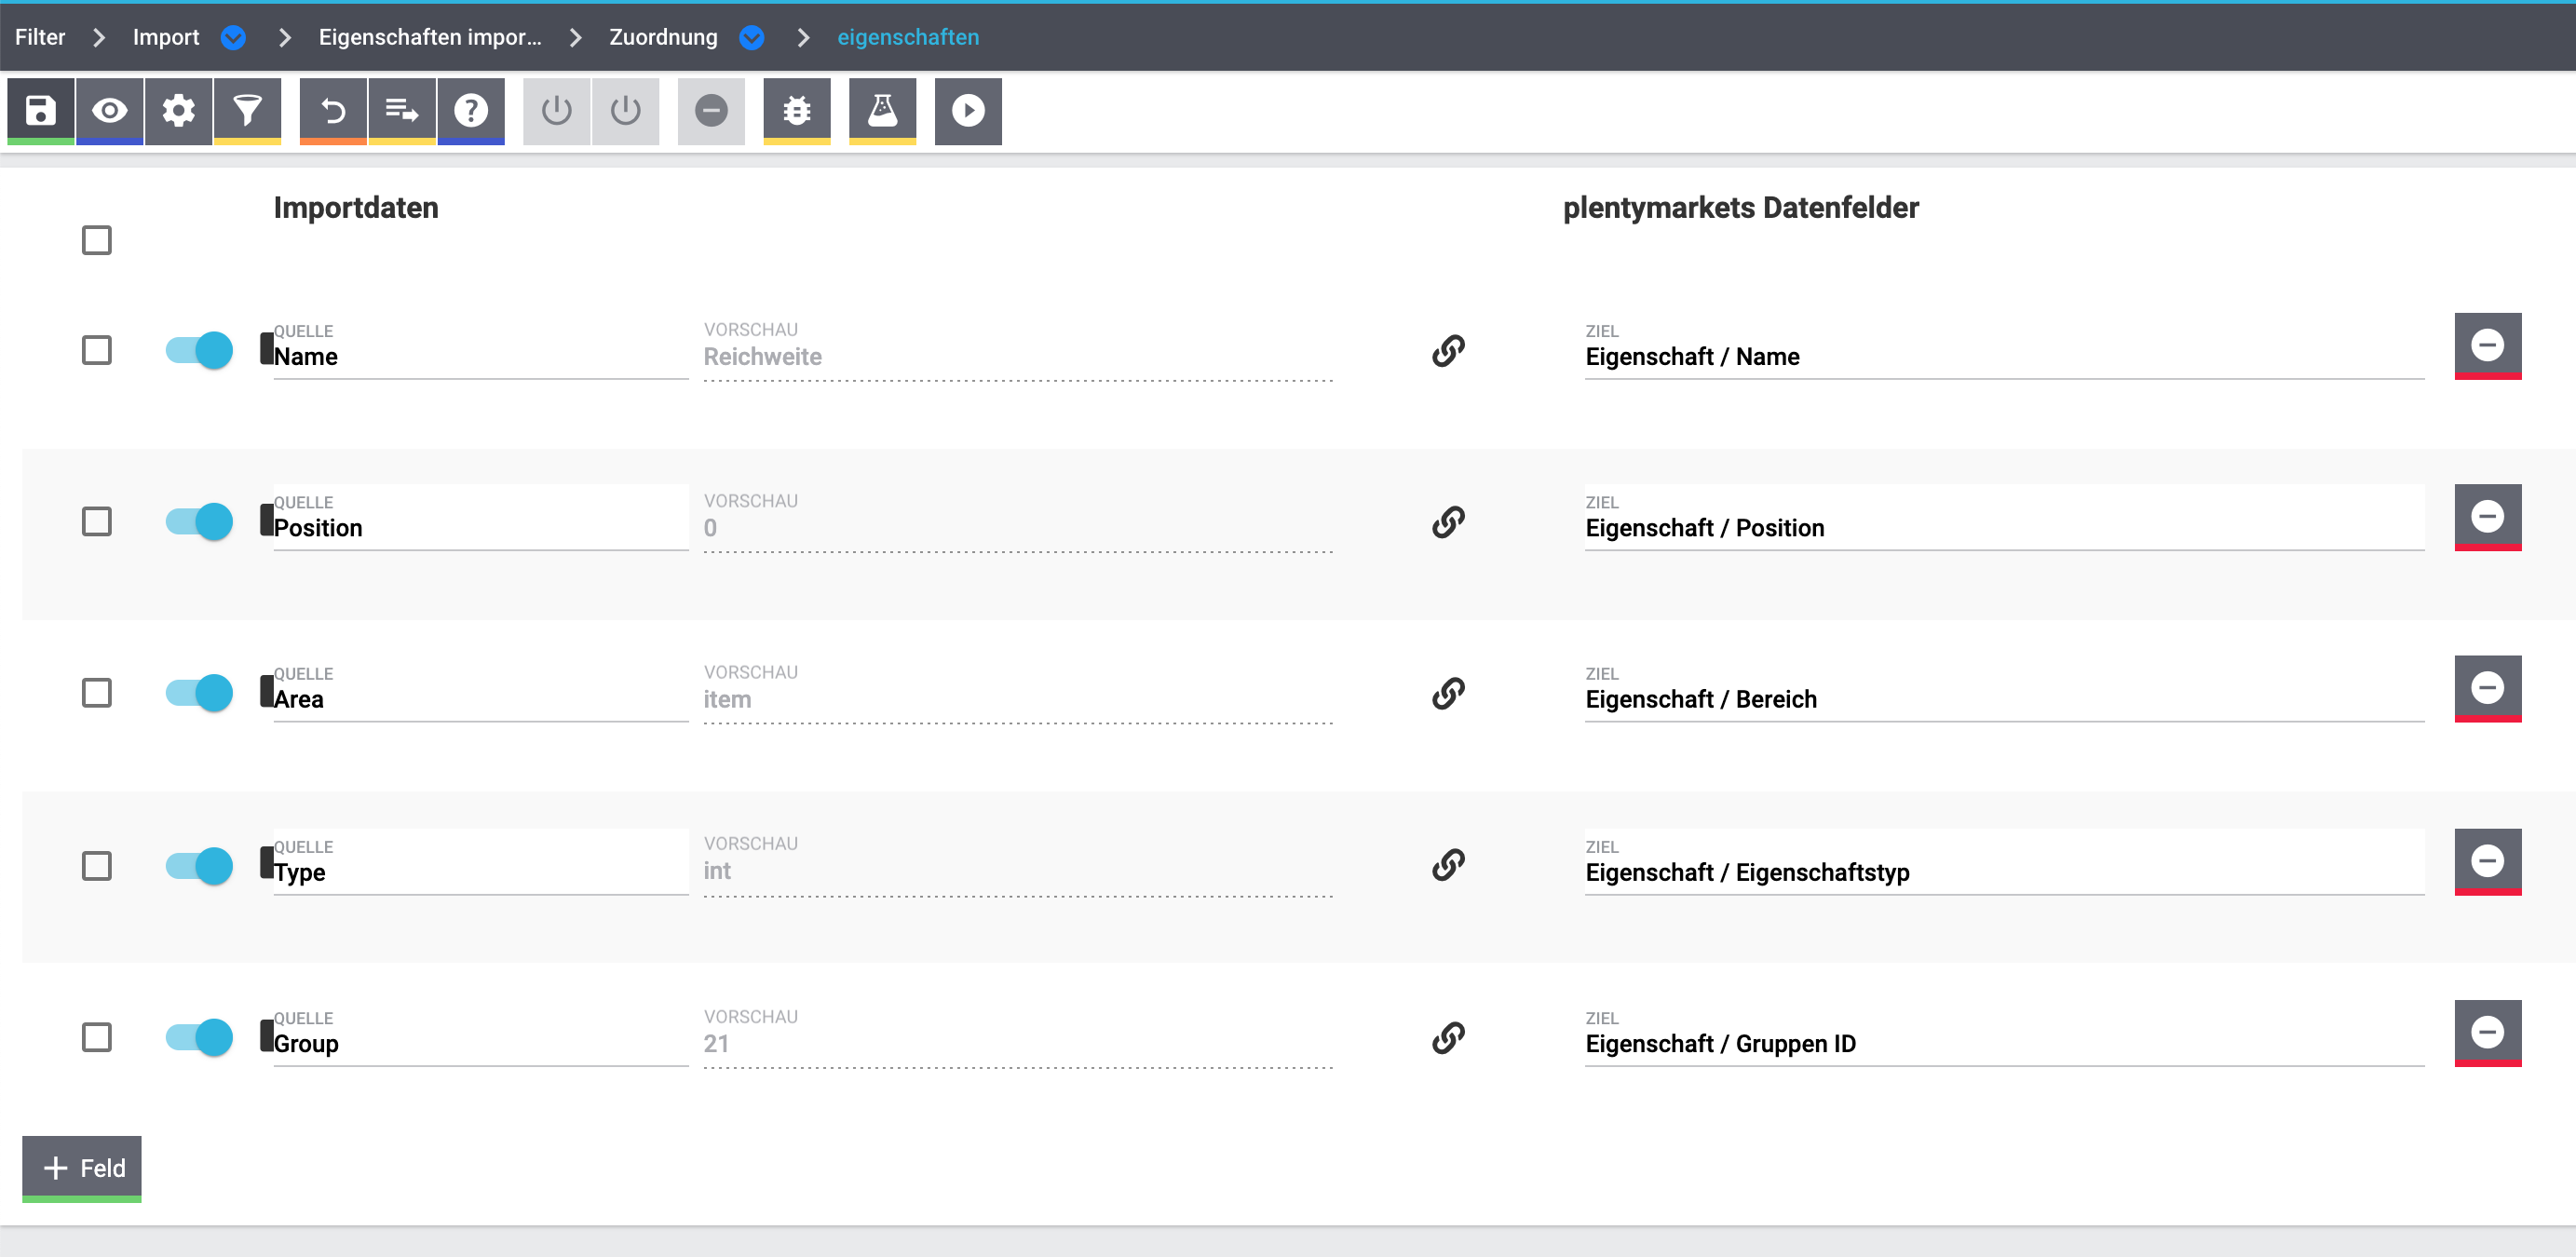 Filter Import Eigenschaften impor... Zuordnung eigenschaften
Importdaten plentymarkets Datenfelder
QUELLE VORSCHAU ZIEL
Name Reichweite Eigenschaft / Name
QUELLE VORSCHAU ZIEL
Position 0 Eigenschaft / Position
QUELLE VORSCHAU ZIEL
Area item Eigenschaft / Bereich
QUELLE VORSCHAU ZIEL
Type int Eigenschaft / Eigenschaftstyp
QUELLE VORSCHAU ZIEL
Group 21 Eigenschaft / Gruppen ID
+ Feld